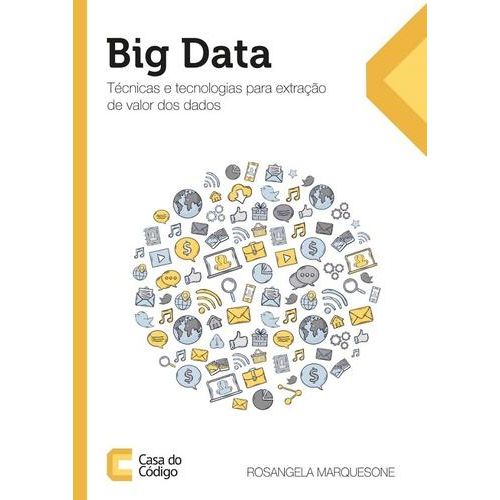 Big Data
Técnicas e tecnologias para extração
de valor dos dados
Casa do
Código
ROSANGELA MARQUESONE